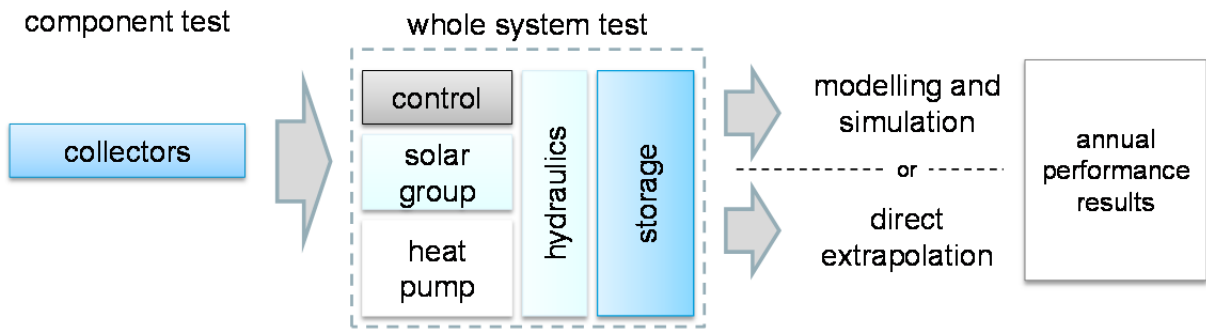 component test
whole system test
collectors
control
solar
group
heat
pump
hydraulics
storage
modelling and
simulation
or
direct
extrapolation
annual
performance
results